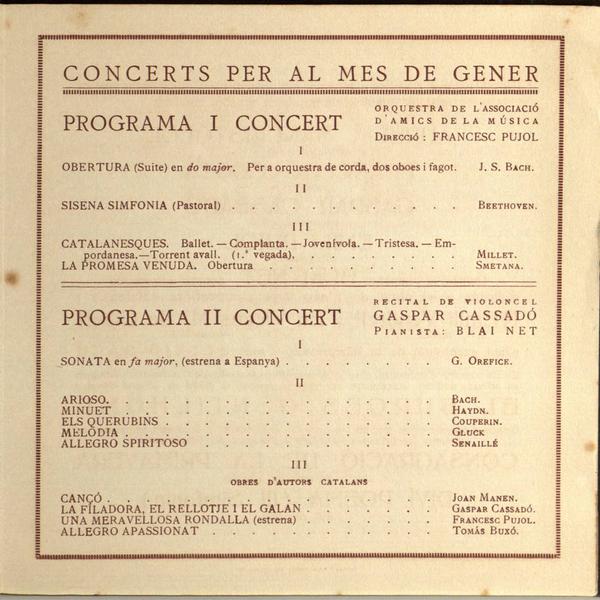 CONCERTS PER AL MES DE GENER
PROGRAMA I CONCERT
ORQUESTRA DE L'ASSOCIACIÓ
D'AMICS DE LA MÚSICA
Direcció : FRANCESC PUJOL
I
OBERTURA (Suite) en do major. Per a orquestra de corda, dos oboes i fagot. J. S. Bach.
II
SISENA SIMFONIA (Pastoral) . . . . . . . . . . . . Beethoven.
III
CATALANESQUES. Ballet. — Complanta. — Jovenívola. — Tristesa. — Em-
pordanesa.—Torrent avall. (1.ª vegada). . . . . . . . Millet.
LA PROMESA VENUDA. Obertura . . . . . . . . . Smetana.
PROGRAMA II CONCERT
RECITAL DE VIOLONCEL
GASPAR CASSADÓ
Pianista: BLAI NET
I
SONATA en fa major, (estrena a Espanya) . . . . . . . G. Orefice.
II
ARIOSO. . . . . . . . . . . . . Bach.
MINUET . . . . . . . . . . . . Haydn.
ELS QUERUBINS . . . . . . . . . . Couperin.
MELÒDIA . . . . . . . . . . . . Gluck
ALLEGRO SPIRITOSO . . . . . . . . . Senaillé
III
OBRES D'AUTORS CATALANS
CANÇÓ . . . . . . . . . . . . . Joan Manen.
LA FILADORA, EL RELLOTJE I EL GALAN . . . . . . Gaspar Cassadó.
UNA MERAVELLOSA RONDALLA (estrena) . . . . . . Francesc Pujol.
ALLEGRO APASSIONAT . . . . . . . . . Tomás Buxó.